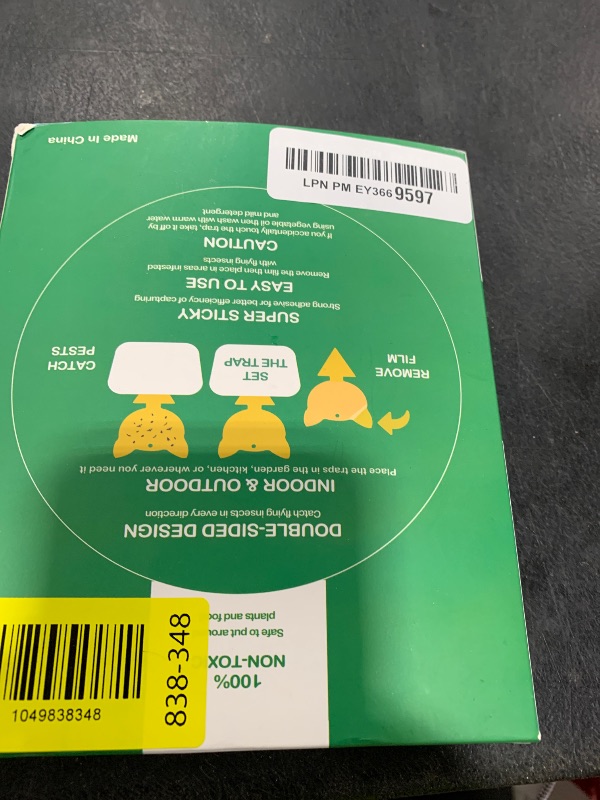 100%
NON-TOXIC
Safe to put around
plants and food
DOUBLE-SIDED DESIGN
Catch flying insects in every direction
INDOOR & OUTDOOR
Place the traps in the garden, kitchen, or wherever you need it
REMOVE
FILM
SET
THE TRAP
CATCH
PESTS
SUPER STICKY
Strong adhesive for better efficiency of capturing
EASY TO USE
Remove the film then place in areas infested
with flying insects
CAUTION
If you accidentally touch the trap, take it off by
using vegetable oil then wash with warm water
and mild detergent
Made In China
LPN PM EY366 9597
1049838348
838-348